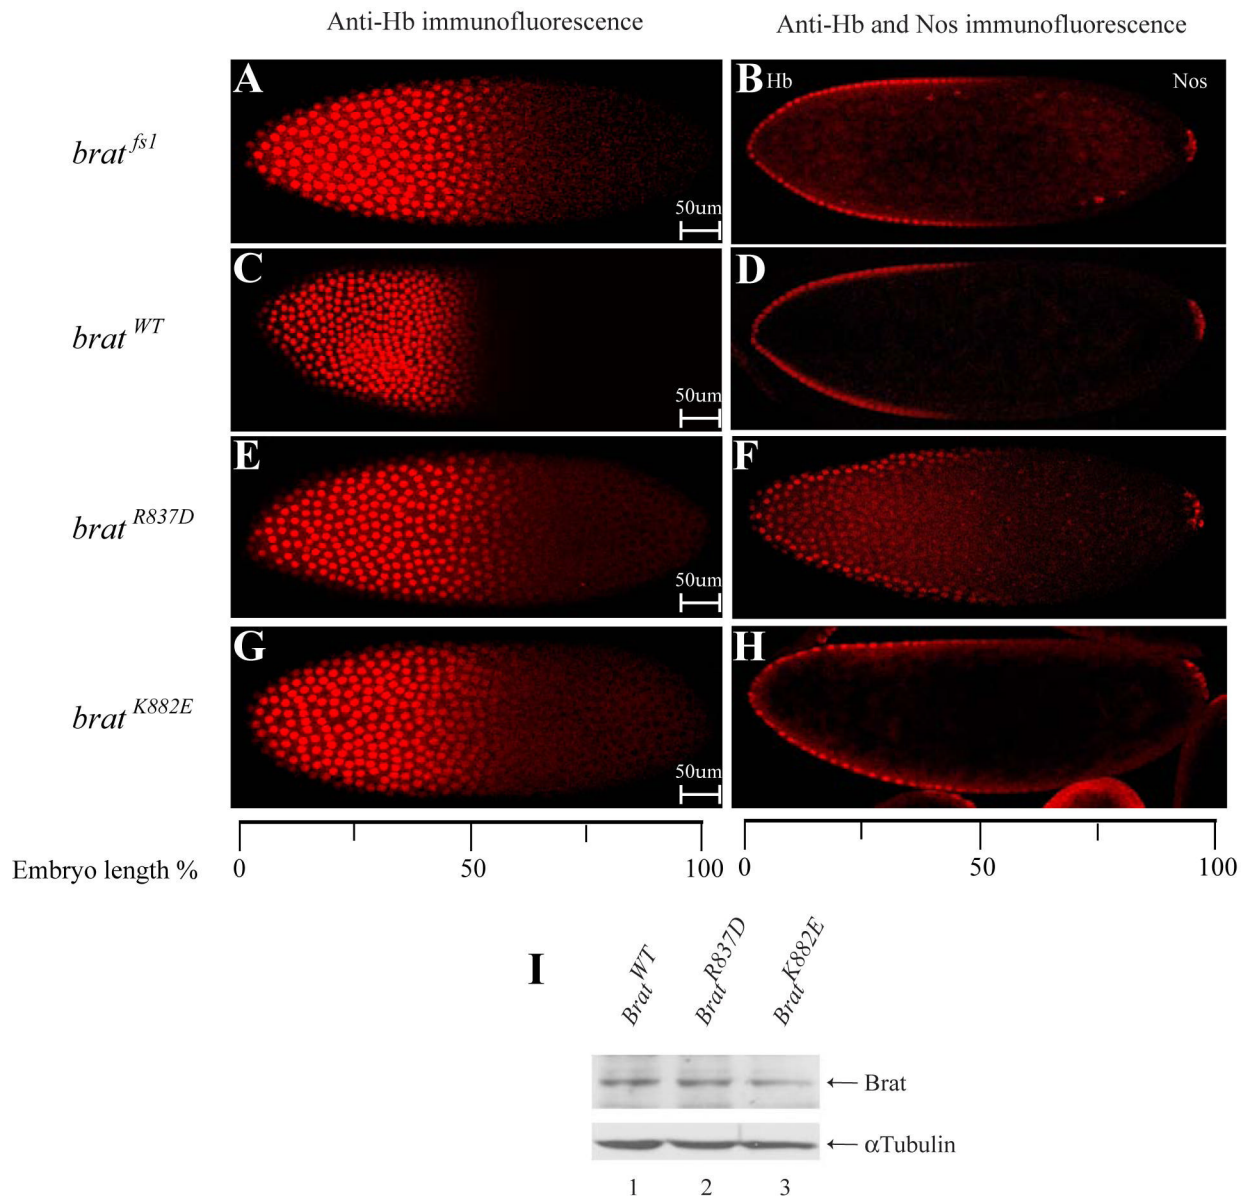 Anti-Hb immunofluorescence
Anti-Hb and Nos immunofluorescence
brat fs1
A
50um
B Hb
Nos
brat WT
C
50um
D
brat R837D
E
50um
F
brat K882E
G
50um
H
Embryo length %
0 50 100
0 50 100
I
Brat WT
Brat R837D
Brat K882E
Brat
αTubulin
1 2 3